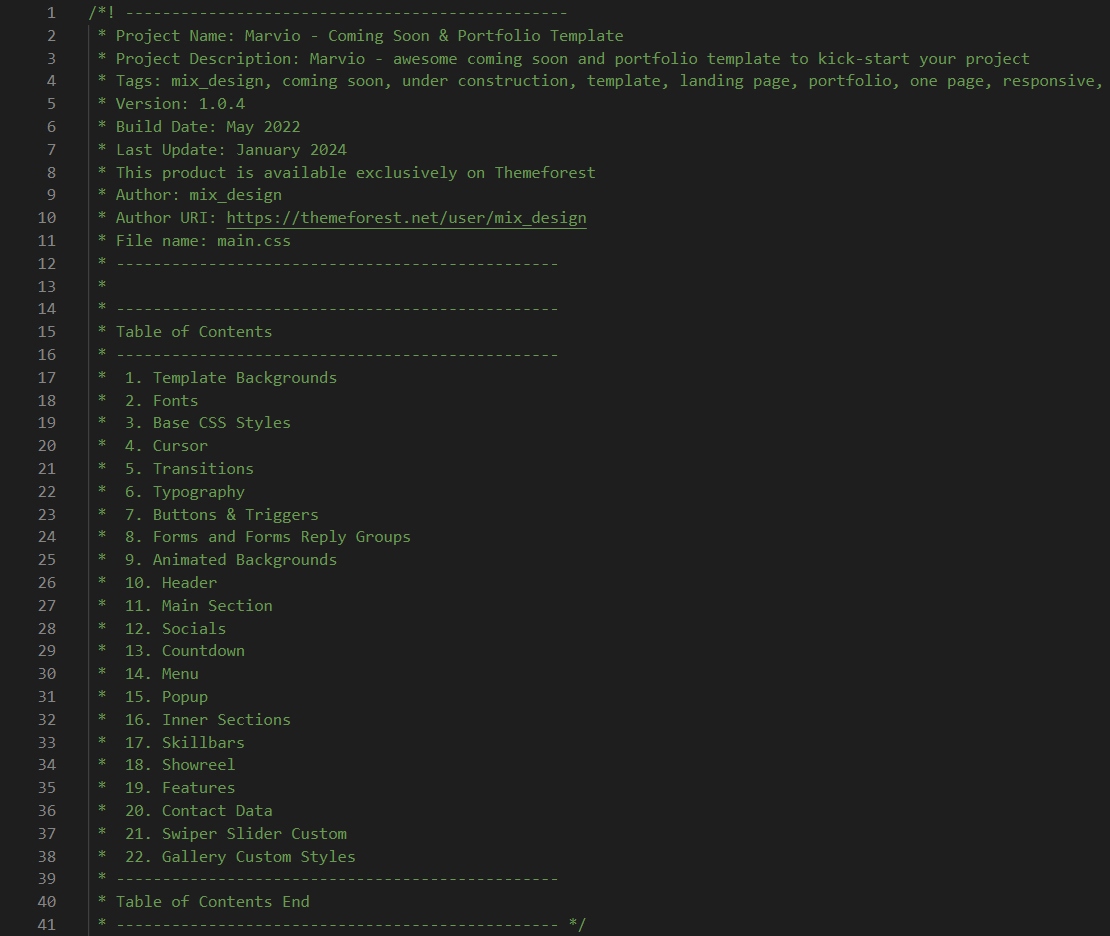 1 /*! ------------------------------------------------
2 * Project Name: Marvio - Coming Soon & Portfolio Template
3 * Project Description: Marvio - awesome coming soon and portfolio template to kick-start your project
4 * Tags: mix_design, coming soon, under construction, template, landing page, portfolio, one page, responsive,
5 * Version: 1.0.4
6 * Build Date: May 2022
7 * Last Update: January 2024
8 * This product is available exclusively on Themeforest
9 * Author: mix_design
10 * Author URI: https://themeforest.net/user/mix_design
11 * File name: main.css
12 * ------------------------------------------------
13 *
14 * ------------------------------------------------
15 * Table of Contents
16 * ------------------------------------------------
17 *  1. Template Backgrounds
18 *  2. Fonts
19 *  3. Base CSS Styles
20 *  4. Cursor
21 *  5. Transitions
22 *  6. Typography
23 *  7. Buttons & Triggers
24 *  8. Forms and Forms Reply Groups
25 *  9. Animated Backgrounds
26 *  10. Header
27 *  11. Main Section
28 *  12. Socials
29 *  13. Countdown
30 *  14. Menu
31 *  15. Popup
32 *  16. Inner Sections
33 *  17. Skillbars
34 *  18. Showreel
35 *  19. Features
36 *  20. Contact Data
37 *  21. Swiper Slider Custom
38 *  22. Gallery Custom Styles
39 * ------------------------------------------------
40 * Table of Contents End
41 * ------------------------------------------------ */